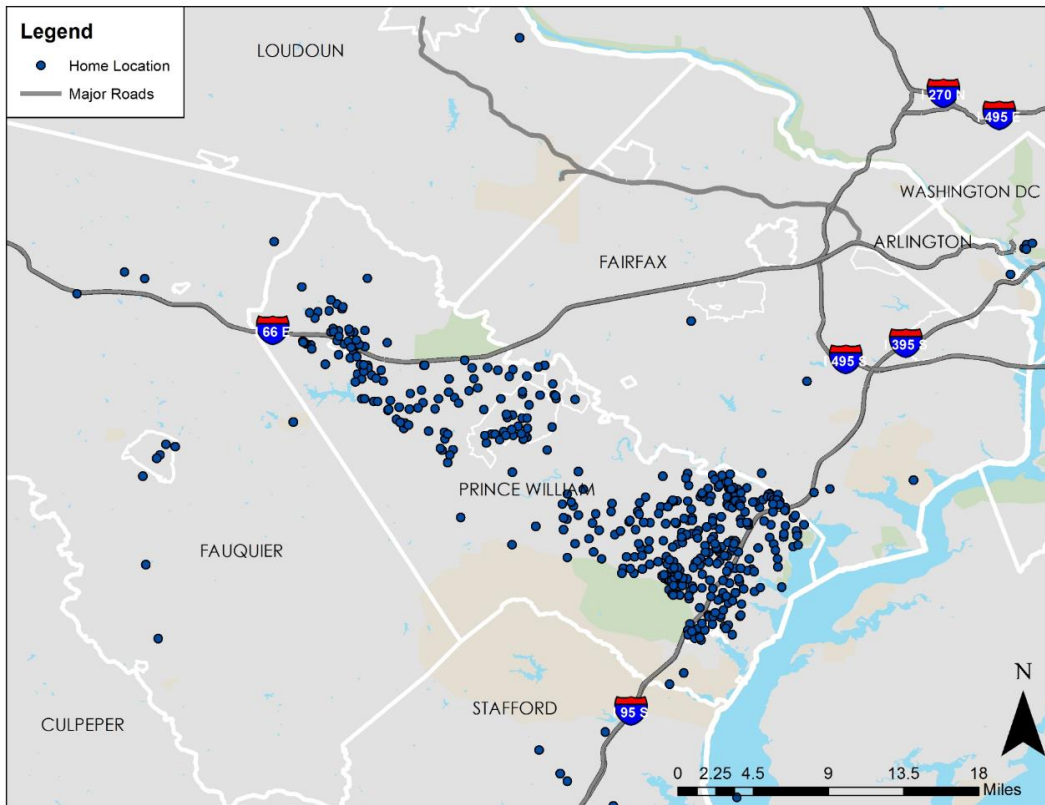 Legend
Home Location
Major Roads
LOUDOUN
I 270 N
I 495 E
WASHINGTON DC
ARLINGTON
FAIRFAX
I 66 E
I 395 S
I 495 S
PRINCE WILLIAM
FAUQUIER
STAFFORD
I 95 S
CULPEPER
N
0 2.25 4.5 9 13.5 18
Miles